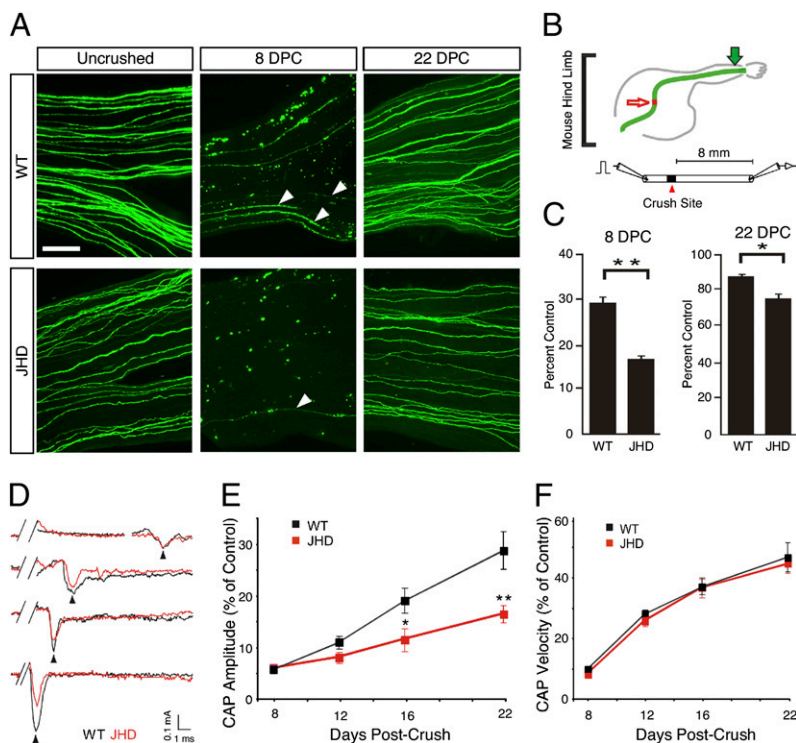 A
Uncrushed
8 DPC
22 DPC
WT
JHD
B
Mouse Hind Limb
8 mm
Crush Site
C
8 DPC
22 DPC
Percent Control
40
30
20
10
0
**
WT
JHD
Percent Control
100
80
60
40
20
0
*
WT
JHD
D
0.1 mA
1 ms
WT JHD
E
WT
JHD
CAP Amplitude (% of Control)
30
20
10
0
*
**
8
12
16
22
Days Post-Crush
F
WT
JHD
CAP Velocity (% of Control)
60
40
20
0
8
12
16
22
Days Post-Crush